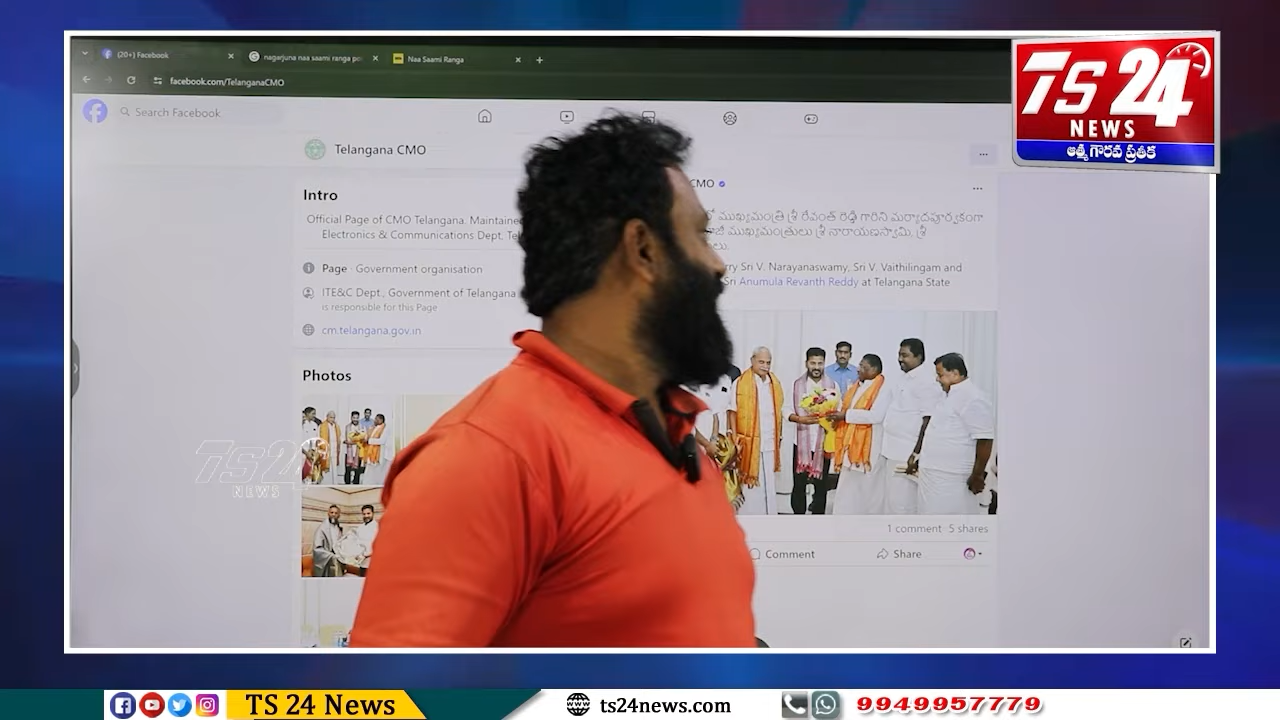 (20+) Facebook
nagarjuna naa saami ranga
Naa Saami Ranga
facebook.com/TelanganaCMO
Search Facebook
TS 24
NEWS
ఆత్మ గౌరవ ప్రతీక
Telangana CMO
CMO
Intro
Official Page of CMO Telangana. Maintained
Electronics & Communications Dept,
ముఖ్యమంత్రి శ్రీ రేవంత్ రెడ్డి గారిని మర్యాదపూర్వకంగా
ముఖ్యమంత్రులు శ్రీ నారాయణస్వామి, శ్రీ
Page · Government organisation
Sri V. Narayanaswamy, Sri V. Vaithilingam and
Sri Anumula Revanth Reddy at Telangana State
ITE&C Dept., Government of Telangana
is responsible for this Page
cm.telangana.gov.in
Photos
TS 24
NEWS
1 comment 5 shares
Comment
Share
TS 24 News
ts24news.com
9949957779